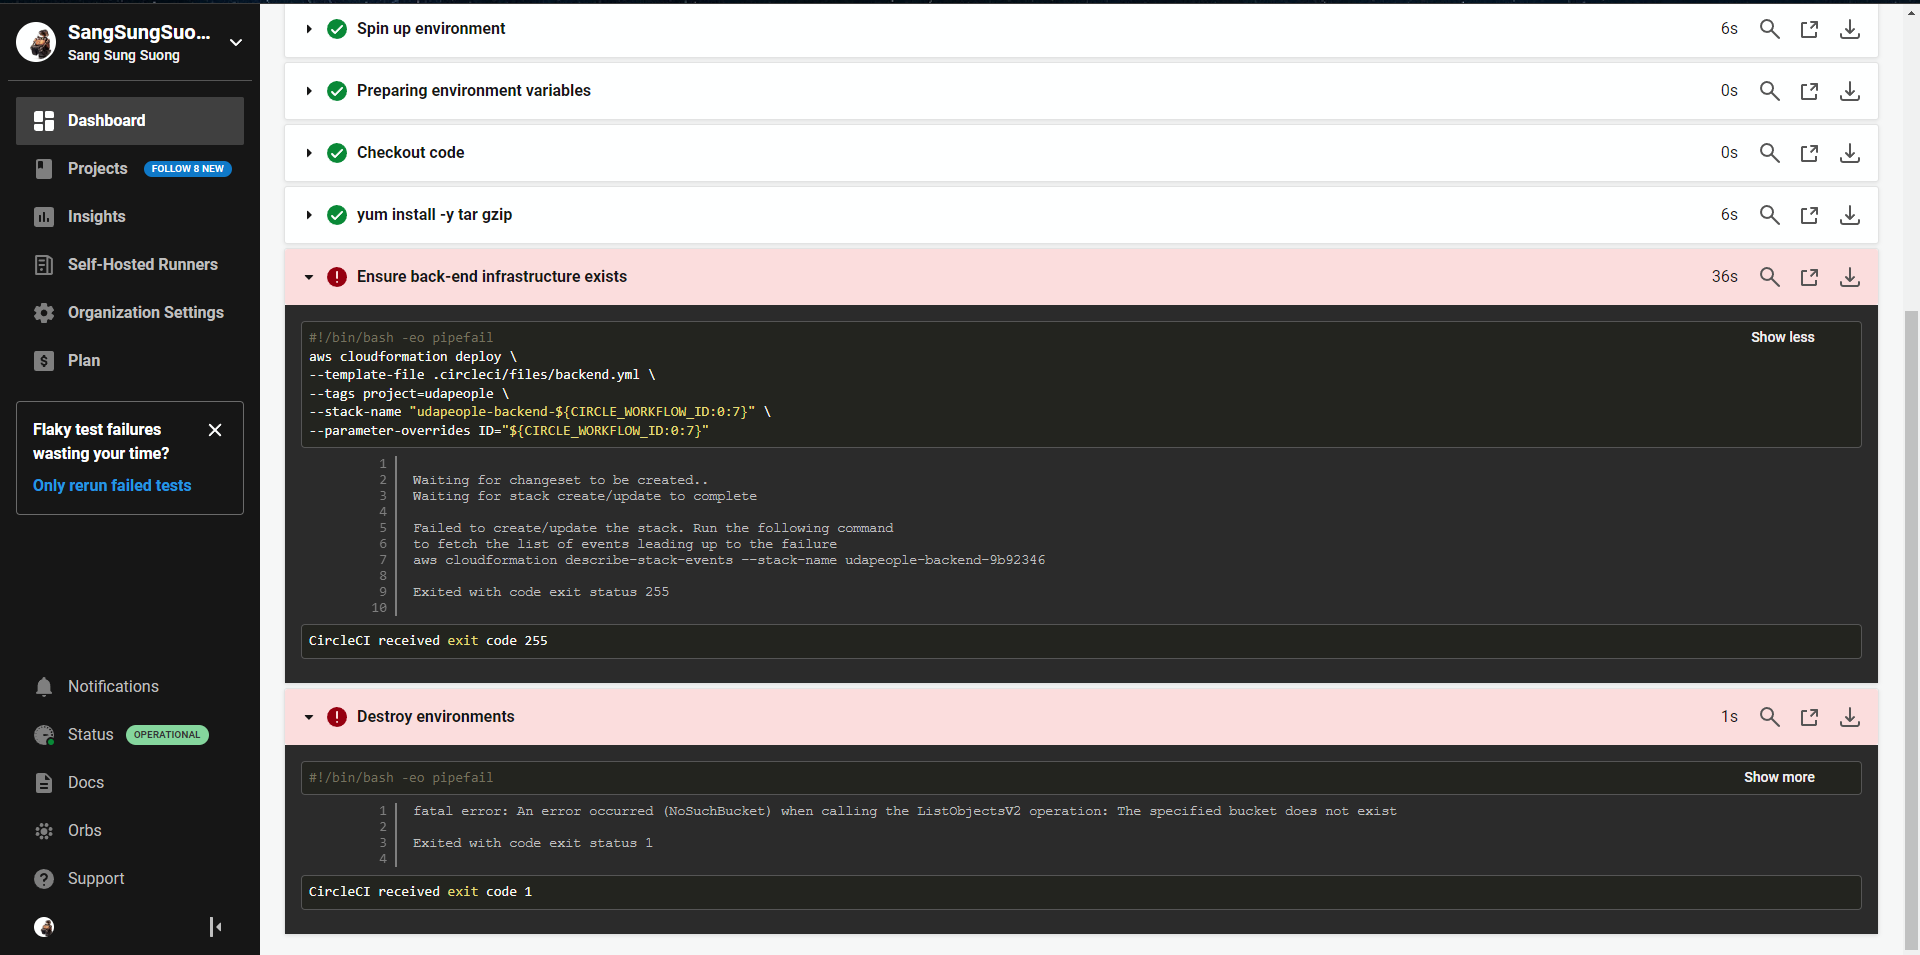 SangSungSuo...
Sang Sung Suong
Dashboard
Projects FOLLOW 8 NEW
Insights
Self-Hosted Runners
Organization Settings
Plan
Flaky test failures
wasting your time?
Only rerun failed tests
Notifications
Status OPERATIONAL
Docs
Orbs
Support
Spin up environment 6s
Preparing environment variables 0s
Checkout code 0s
yum install -y tar gzip 6s
Ensure back-end infrastructure exists 36s
#!/bin/bash -eo pipefail Show less
aws cloudformation deploy \
--template-file .circleci/files/backend.yml \
--tags project=udapeople \
--stack-name "udapeople-backend-${CIRCLE_WORKFLOW_ID:0:7}" \
--parameter-overrides ID="${CIRCLE_WORKFLOW_ID:0:7}"
1
2 Waiting for changeset to be created..
3 Waiting for stack create/update to complete
4
5 Failed to create/update the stack. Run the following command
6 to fetch the list of events leading up to the failure
7 aws cloudformation describe-stack-events --stack-name udapeople-backend-9b92346
8
9 Exited with code exit status 255
10
CircleCI received exit code 255
Destroy environments 1s
#!/bin/bash -eo pipefail Show more
1 fatal error: An error occurred (NoSuchBucket) when calling the ListObjectsV2 operation: The specified bucket does not exist
2
3 Exited with code exit status 1
4
CircleCI received exit code 1